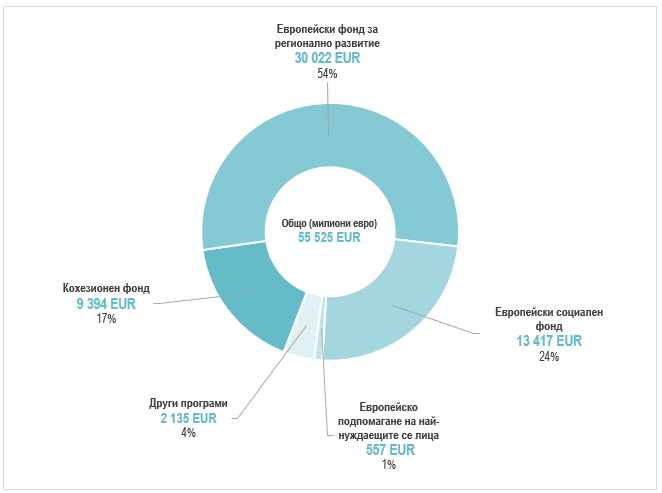 Европейски фонд за
регионално развитие
30 022 EUR
54%
Общо (милиони евро)
55 525 EUR
Кохезионен фонд
9 394 EUR
17%
Европейски социален
фонд
13 417 EUR
24%
Други програми
2 135 EUR
4%
Европейско
подпомагане на най-
нуждаещите се лица
557 EUR
1%